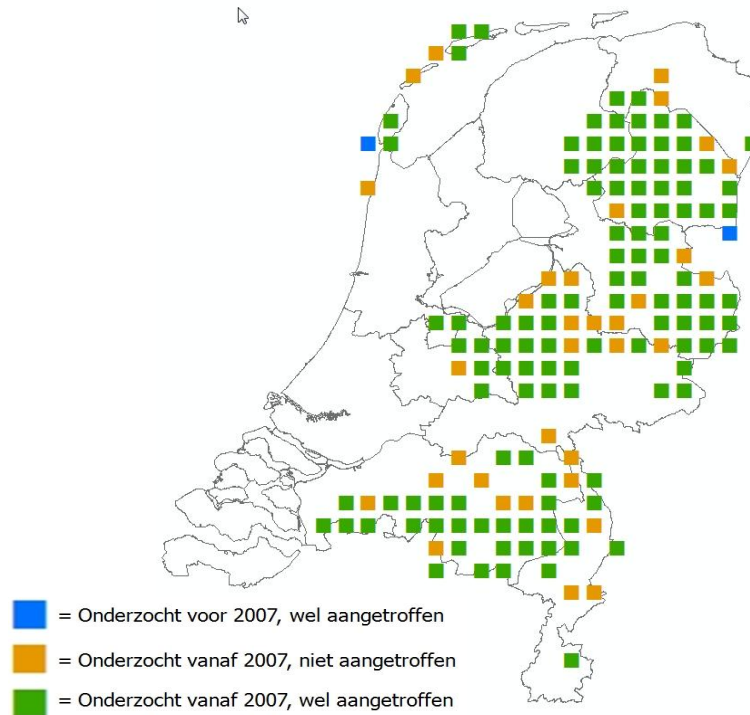 = Onderzocht voor 2007, wel aangetroffen
= Onderzocht vanaf 2007, niet aangetroffen
= Onderzocht vanaf 2007, wel aangetroffen